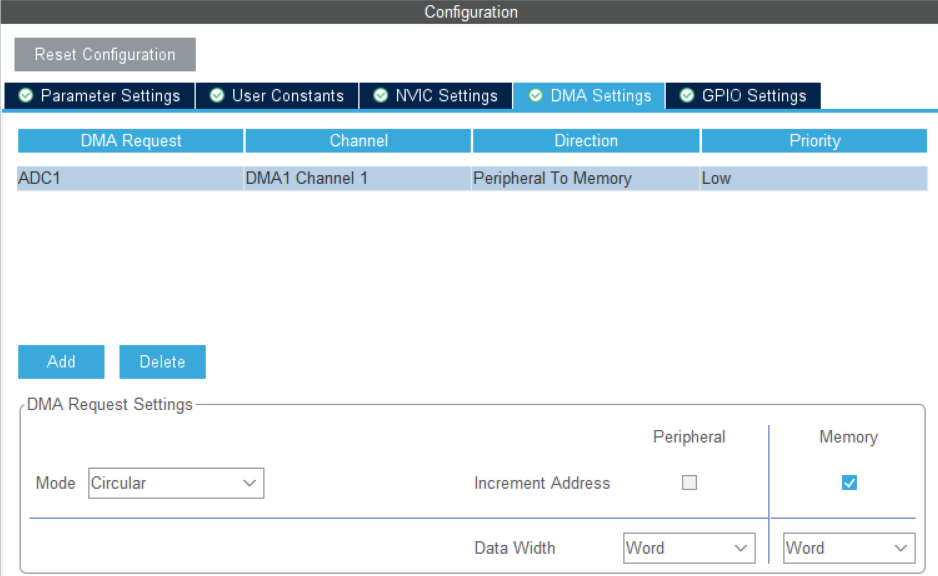 Configuration
Reset Configuration
Parameter Settings User Constants NVIC Settings DMA Settings GPIO Settings
DMA Request Channel Direction Priority
ADC1 DMA1 Channel 1 Peripheral To Memory Low
Add Delete
DMA Request Settings
Peripheral Memory
Mode Circular Increment Address
Data Width Word Word